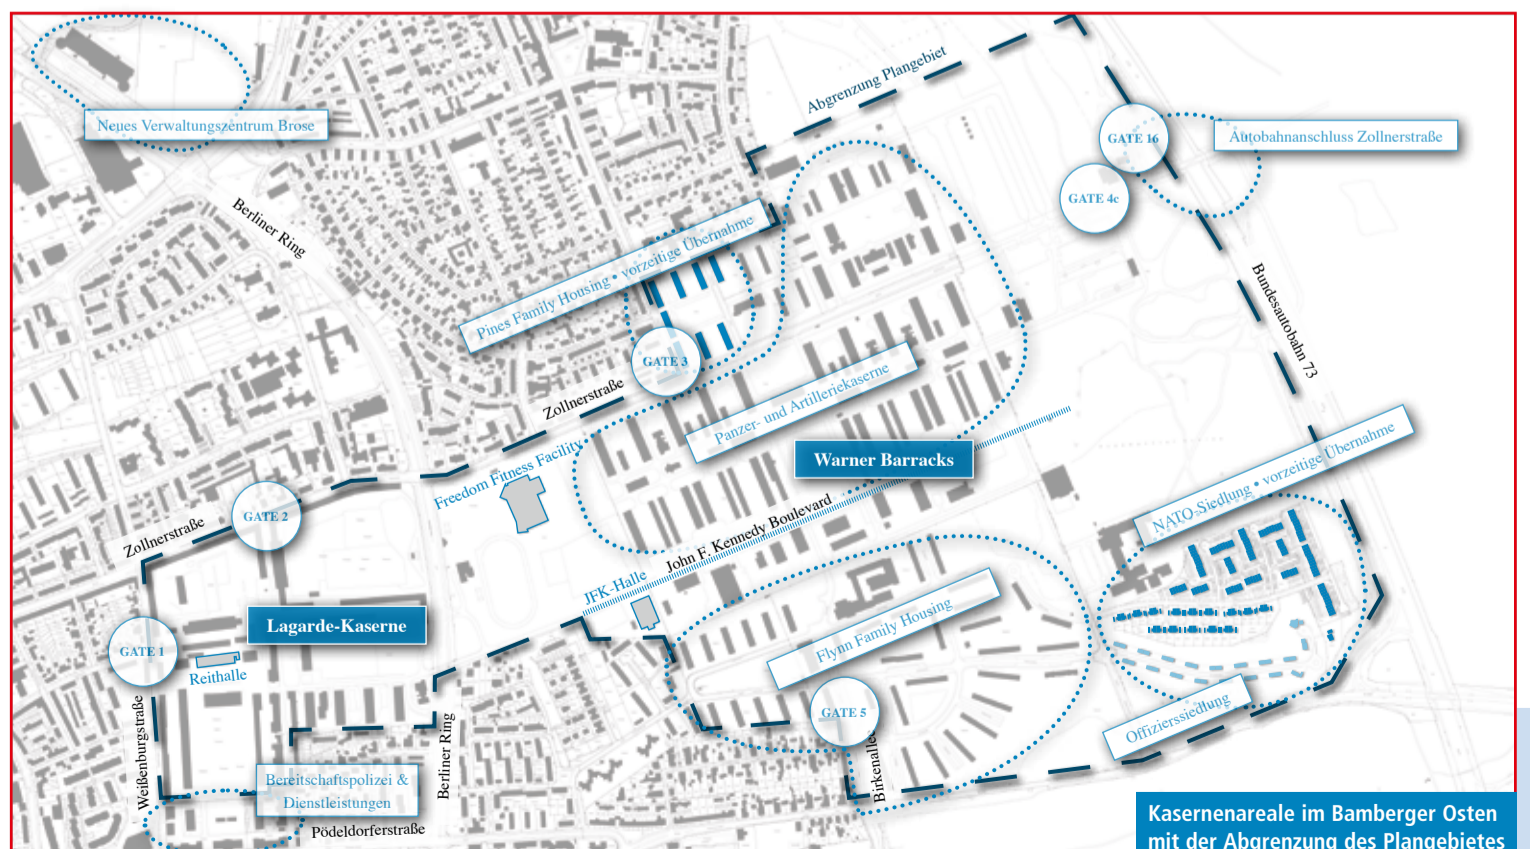 Abgrenzung Plangebiet
Neues Verwaltungszentrum Brose
GATE 16
Autobahnanschluss Zollnerstraße
GATE 4c
Berliner Ring
Pines Family Housing • vorzeitige Übernahme
Bundesautobahn 73
GATE 3
Zollnerstraße
Panzer- und Artilleriekaserne
Warner Barracks
Freedom Fitness Facility
NATO-Siedlung • vorzeitige Übernahme
GATE 2
Zollnerstraße
John F. Kennedy Boulevard
JFK-Halle
Lagarde-Kaserne
Flynn Family Housing
GATE 1
Reithalle
GATE 5
Offizierssiedlung
Weißenburgstraße
Berliner Ring
Birkenallee
Bereitschaftspolizei &
Dienstleistungen
Pödeldorferstraße
Kasernenareale im Bamberger Osten
mit der Abgrenzung des Plangebietes